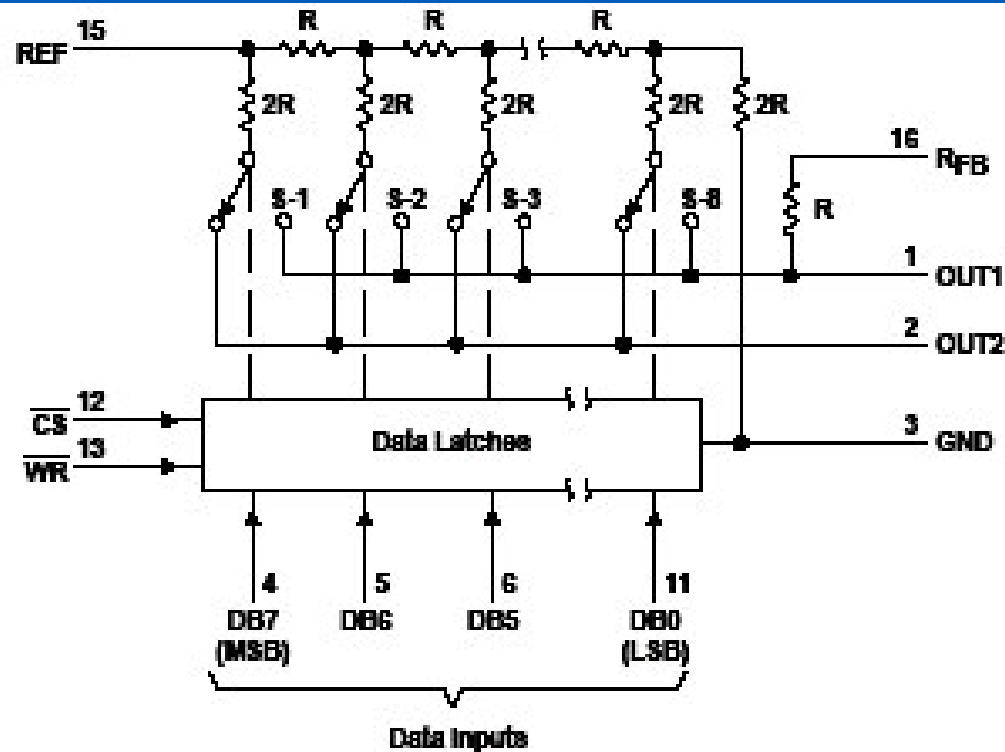 R R R
15
REF
2R 2R 2R 2R 2R
16 RFB
S-1 S-2 S-3 S-8
R
1 OUT1
2 OUT2
12
CS
13
WR
Data Latches
3 GND
4 5 6 11
DB7 DB6 DB5 DB0
(MSB) (LSB)
Data Inputs